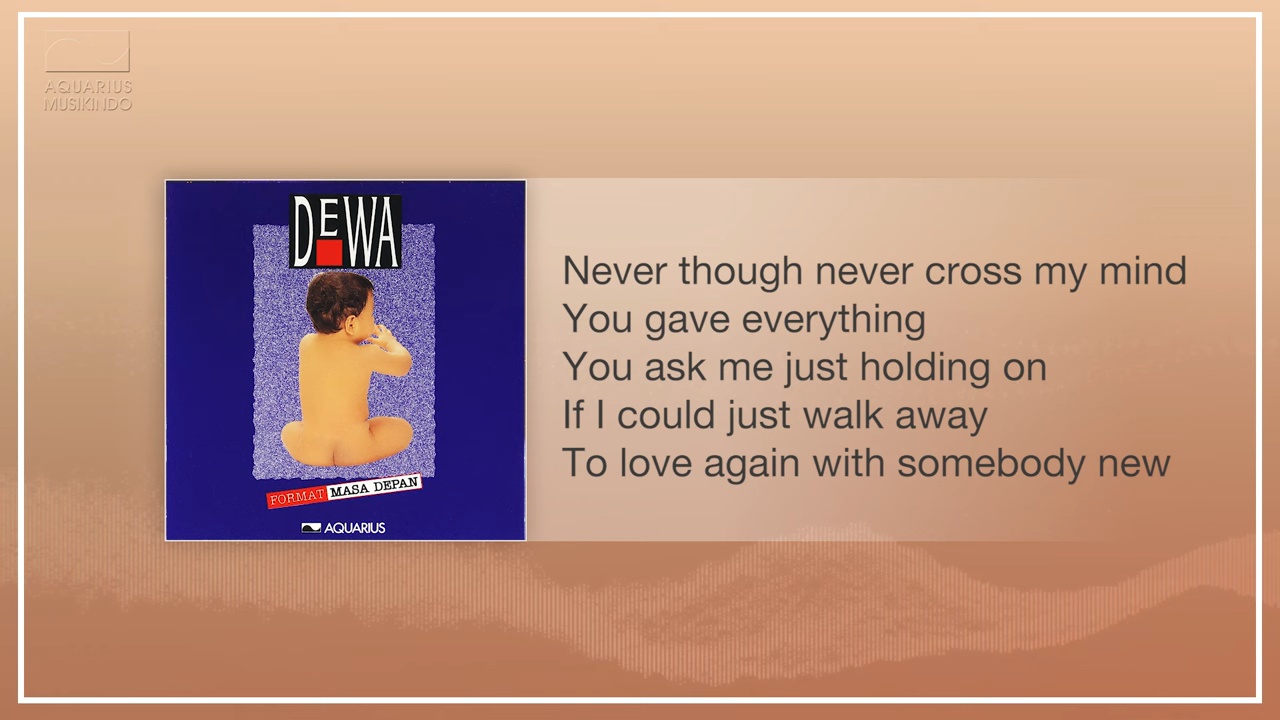 AQUARIUS
MUSIKINDO
DEWA
FORMAT MASA DEPAN
AQUARIUS
Never though never cross my mind
You gave everything
You ask me just holding on
If I could just walk away
To love again with somebody new